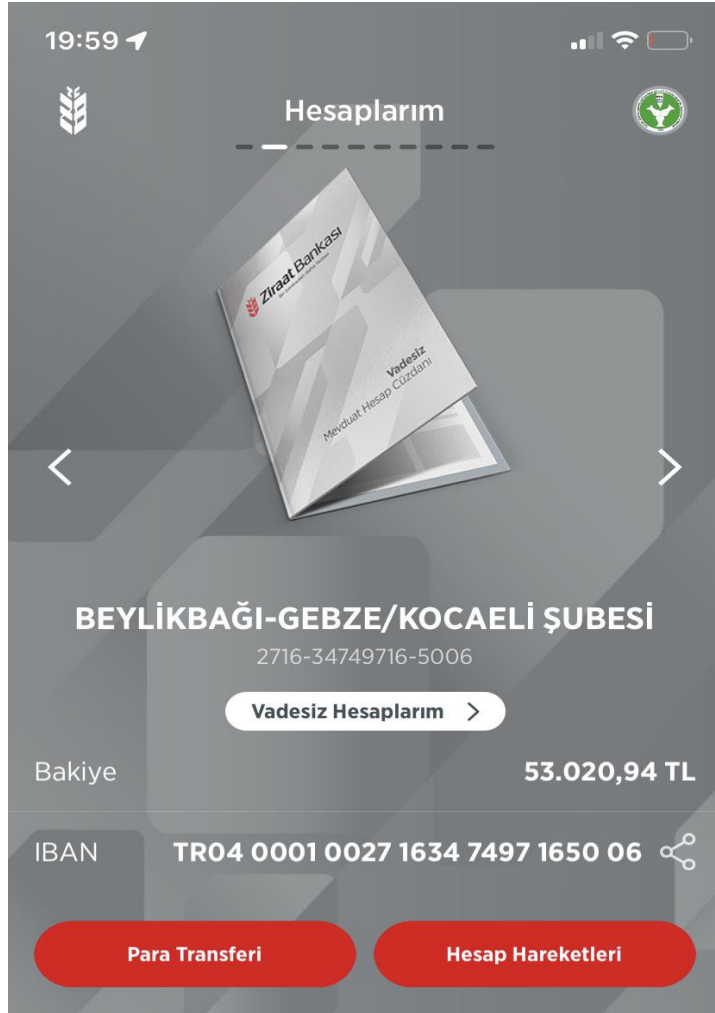 19:59
Hesaplarım
Ziraat Bankası
Vadesiz
Mevduat Hesap Cüzdanı
BEYLİKBAĞI-GEBZE/KOCAELİ ŞUBESİ
2716-34749716-5006
Vadesiz Hesaplarım
Bakiye 53.020,94 TL
IBAN TR04 0001 0027 1634 7497 1650 06
Para Transferi Hesap Hareketleri